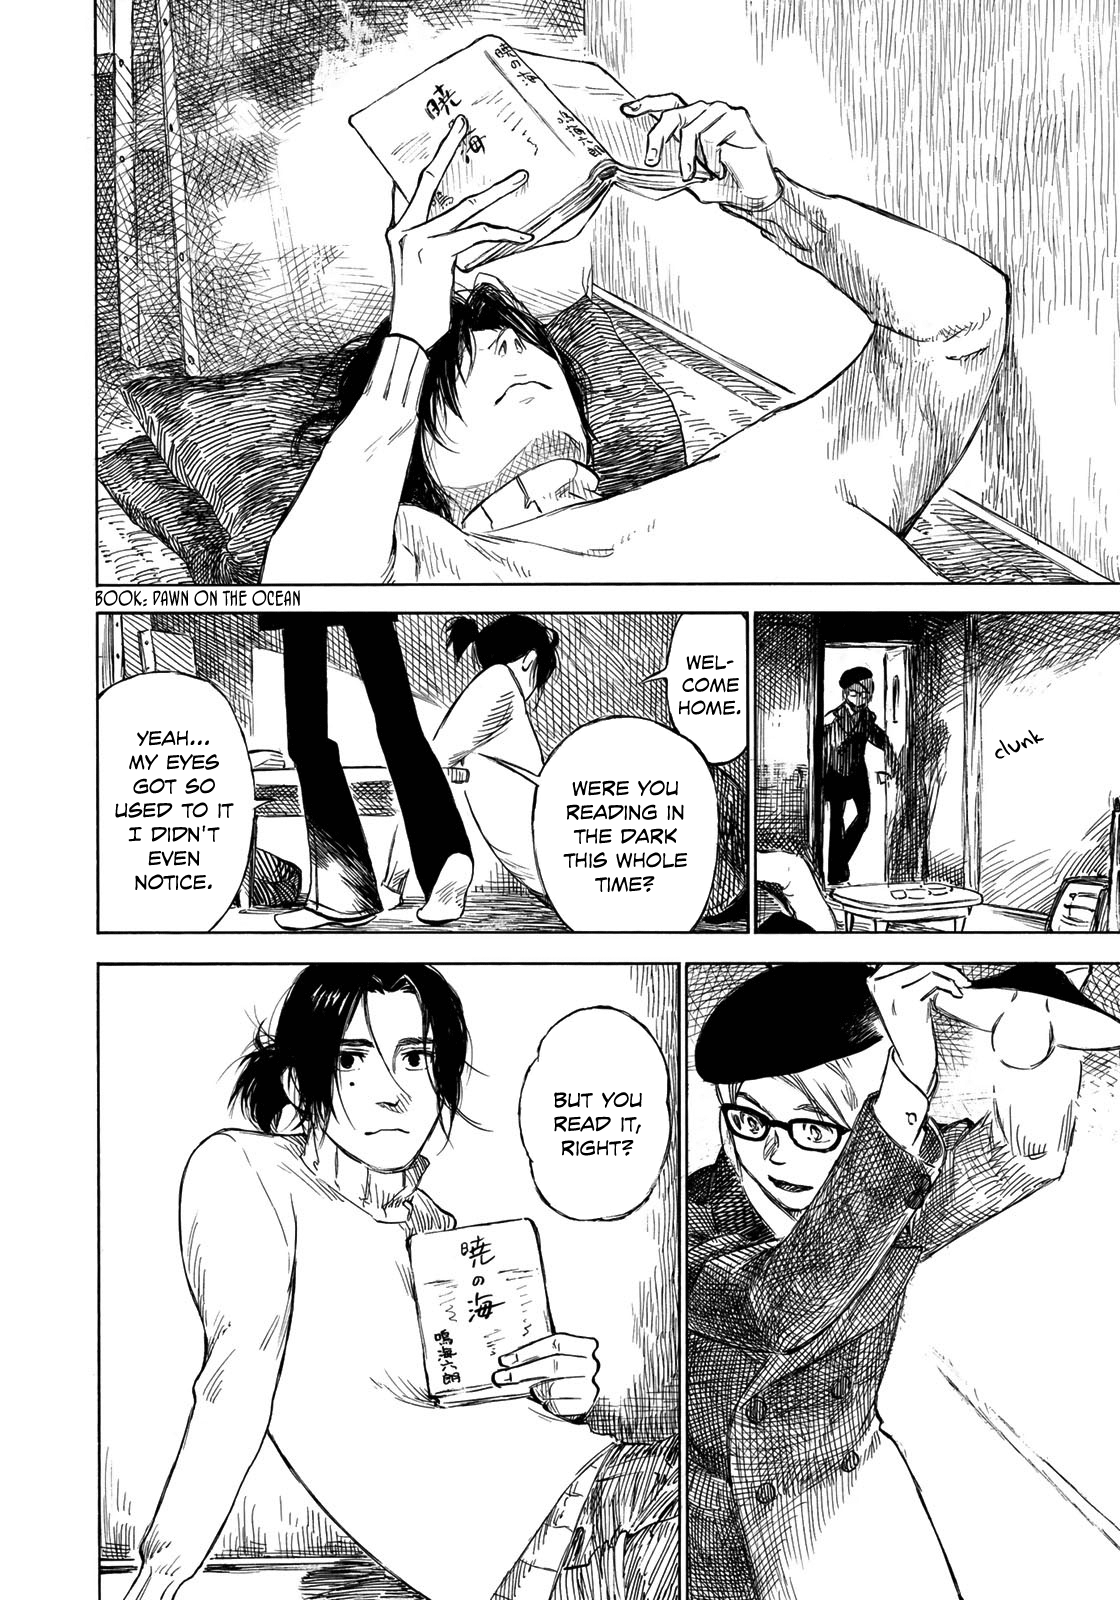 暁の海
暁
海
鳴
BOOK: DAWN ON THE OCEAN
clunk
WEL-
COME
HOME.
WERE YOU
READING IN
THE DARK
THIS WHOLE
TIME?
YEAH...
MY EYES
GOT SO
USED TO IT
I DIDN'T
EVEN
NOTICE.
BUT YOU
READ IT,
RIGHT?
暁の海
鳴海六朗